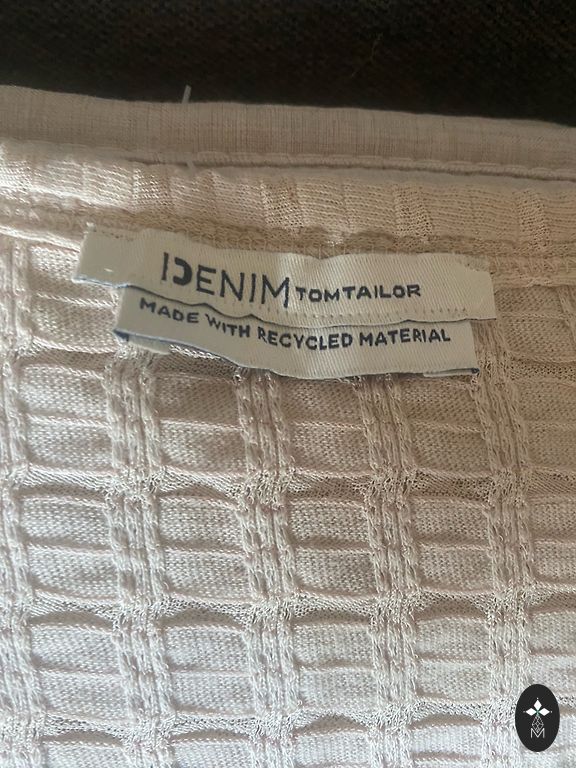 DENIM TOM TAILOR
MADE WITH RECYCLED MATERIAL